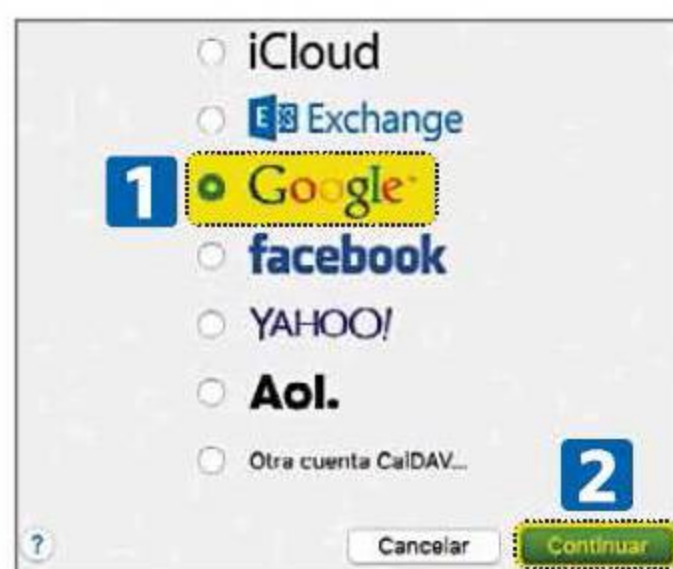 iCloud
E Exchange
1 Google
facebook
YAHOO!
Aol.
Otra cuenta CalDAV...
2
? Cancelar Continuar